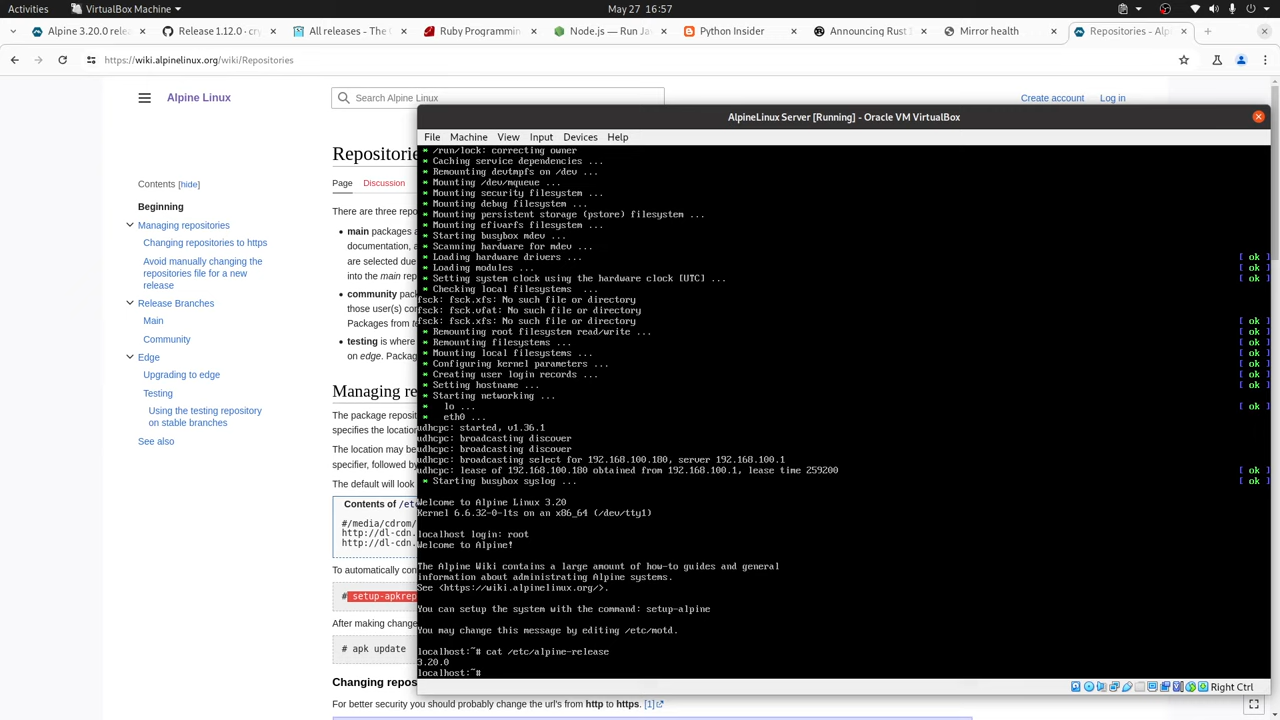 Activities
VirtualBox Machine
May 27 16:57
Alpine 3.20.0 rele
Release 1.12.0 · cry
All releases - The
Ruby Programmin
Node.js — Run Ja
Python Insider
Announcing Rust
Mirror health
Repositories - Alp
https://wiki.alpinelinux.org/wiki/Repositories
Alpine Linux
Search Alpine Linux
Create account
Log in
Contents [hide]
Beginning
Managing repositories
Changing repositories to https
Avoid manually changing the
repositories file for a new
release
Release Branches
Main
Community
Edge
Upgrading to edge
Testing
Using the testing repository
on stable branches
See also
Repositorie
Page
Discussion
There are three repo
main packages a
documentation, a
are selected due
into the main rep
community pack
those user(s) con
Packages from te
testing is where
on edge. Packag
Managing re
The package reposit
specifies the location
The location may be
specifier, followed by
The default will look
Contents of /etc
#/media/cdrom/
http://dl-cdn.
http://dl-cdn.
To automatically con
# setup-apkrep
After making change
# apk update
Changing repos
For better security you should probably change the url's from http to https. [1]
AlpineLinux Server [Running] - Oracle VM VirtualBox
File Machine View Input Devices Help
* /run/lock: correcting owner
* Caching service dependencies ...
* Remounting devtmpfs on /dev ...
* Mounting /dev/mqueue ...
* Mounting security filesystem ...
* Mounting debug filesystem ...
* Mounting persistent storage (pstore) filesystem ...
* Mounting efivarfs filesystem ...
* Starting busybox mdev ...
* Scanning hardware for mdev ...
* Loading hardware drivers ... [ ok ]
* Loading modules ... [ ok ]
* Setting system clock using the hardware clock [UTC] ... [ ok ]
* Checking local filesystems ... [ ok ]
fsck: fsck.xfs: No such file or directory
fsck: fsck.vfat: No such file or directory
fsck: fsck.xfs: No such file or directory [ ok ]
* Remounting root filesystem read/write ... [ ok ]
* Remounting filesystems ... [ ok ]
* Mounting local filesystems ... [ ok ]
* Configuring kernel parameters ... [ ok ]
* Creating user login records ... [ ok ]
* Setting hostname ... [ ok ]
* Starting networking ...
* lo ... [ ok ]
* eth0 ...
udhcpc: started, v1.36.1
udhcpc: broadcasting discover
udhcpc: broadcasting discover
udhcpc: broadcasting select for 192.168.100.180, server 192.168.100.1
udhcpc: lease of 192.168.100.180 obtained from 192.168.100.1, lease time 259200 [ ok ]
* Starting busybox syslog ... [ ok ]
Welcome to Alpine Linux 3.20
Kernel 6.6.32-0-lts on an x86_64 (/dev/tty1)
localhost login: root
Welcome to Alpine!
The Alpine Wiki contains a large amount of how-to guides and general
information about administrating Alpine systems.
See <https://wiki.alpinelinux.org/>.
You can setup the system with the command: setup-alpine
You may change this message by editing /etc/motd.
localhost:~# cat /etc/alpine-release
3.20.0
localhost:~#
Right Ctrl